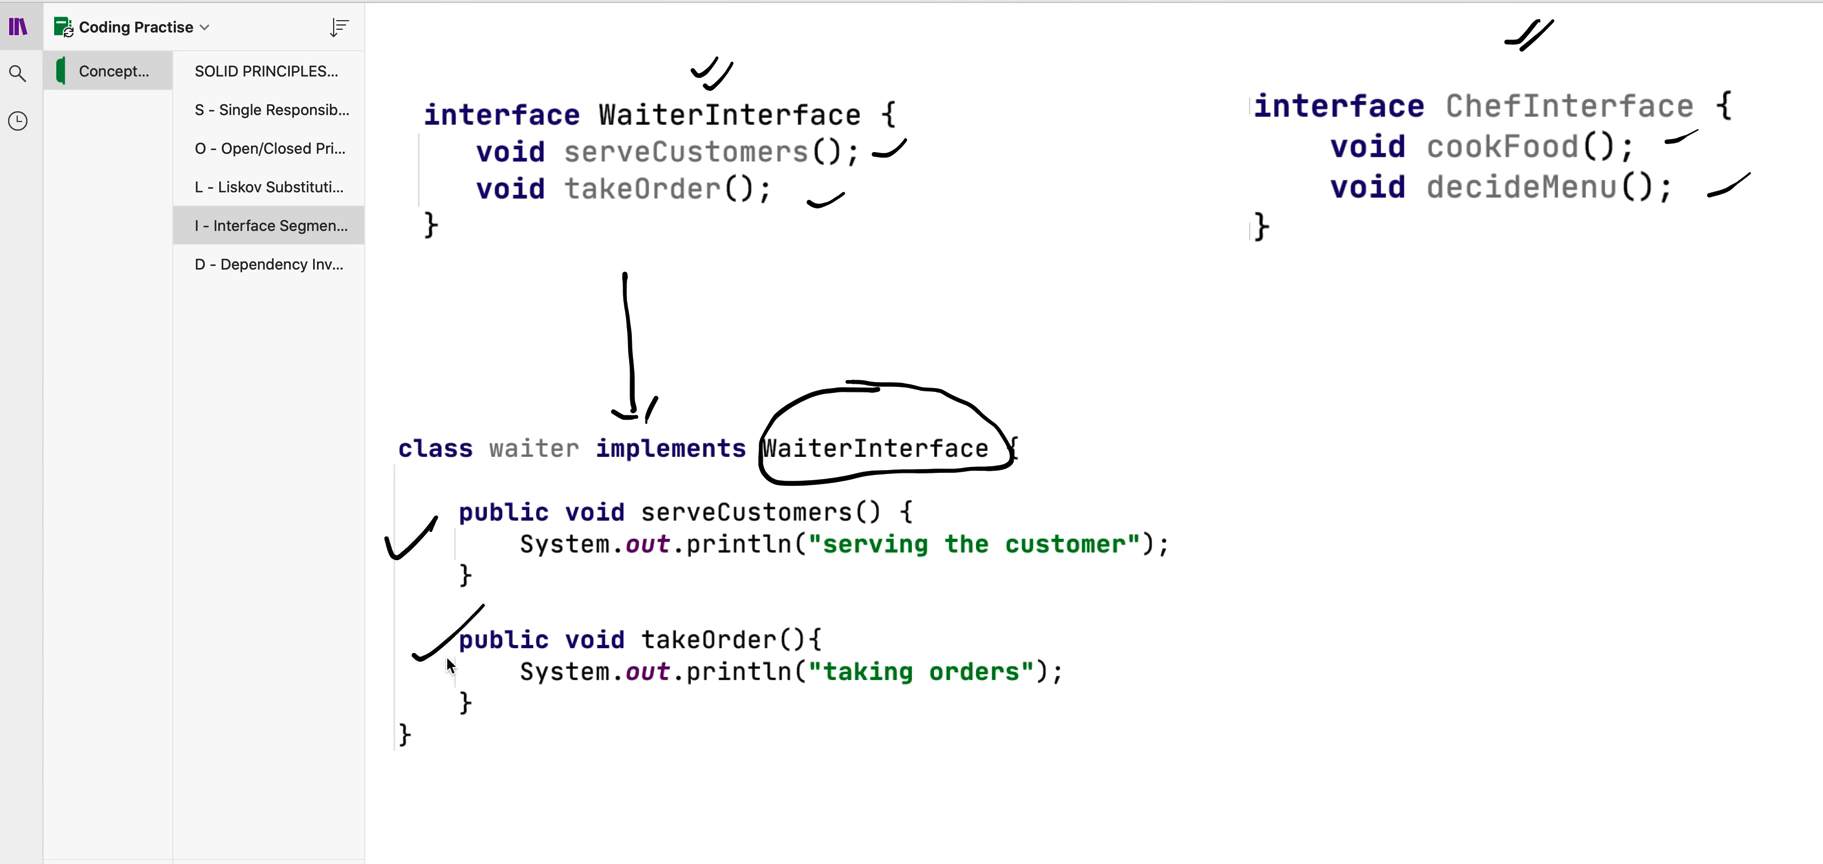 Coding Practise
Concept...
SOLID PRINCIPLES...
S - Single Responsib...
O - Open/Closed Pri...
L - Liskov Substituti...
I - Interface Segmen...
D - Dependency Inv...
interface WaiterInterface {
void serveCustomers();
void takeOrder();
}
interface ChefInterface {
void cookFood();
void decideMenu();
}
class waiter implements WaiterInterface {
public void serveCustomers() {
System.out.println("serving the customer");
}
public void takeOrder(){
System.out.println("taking orders");
}
}